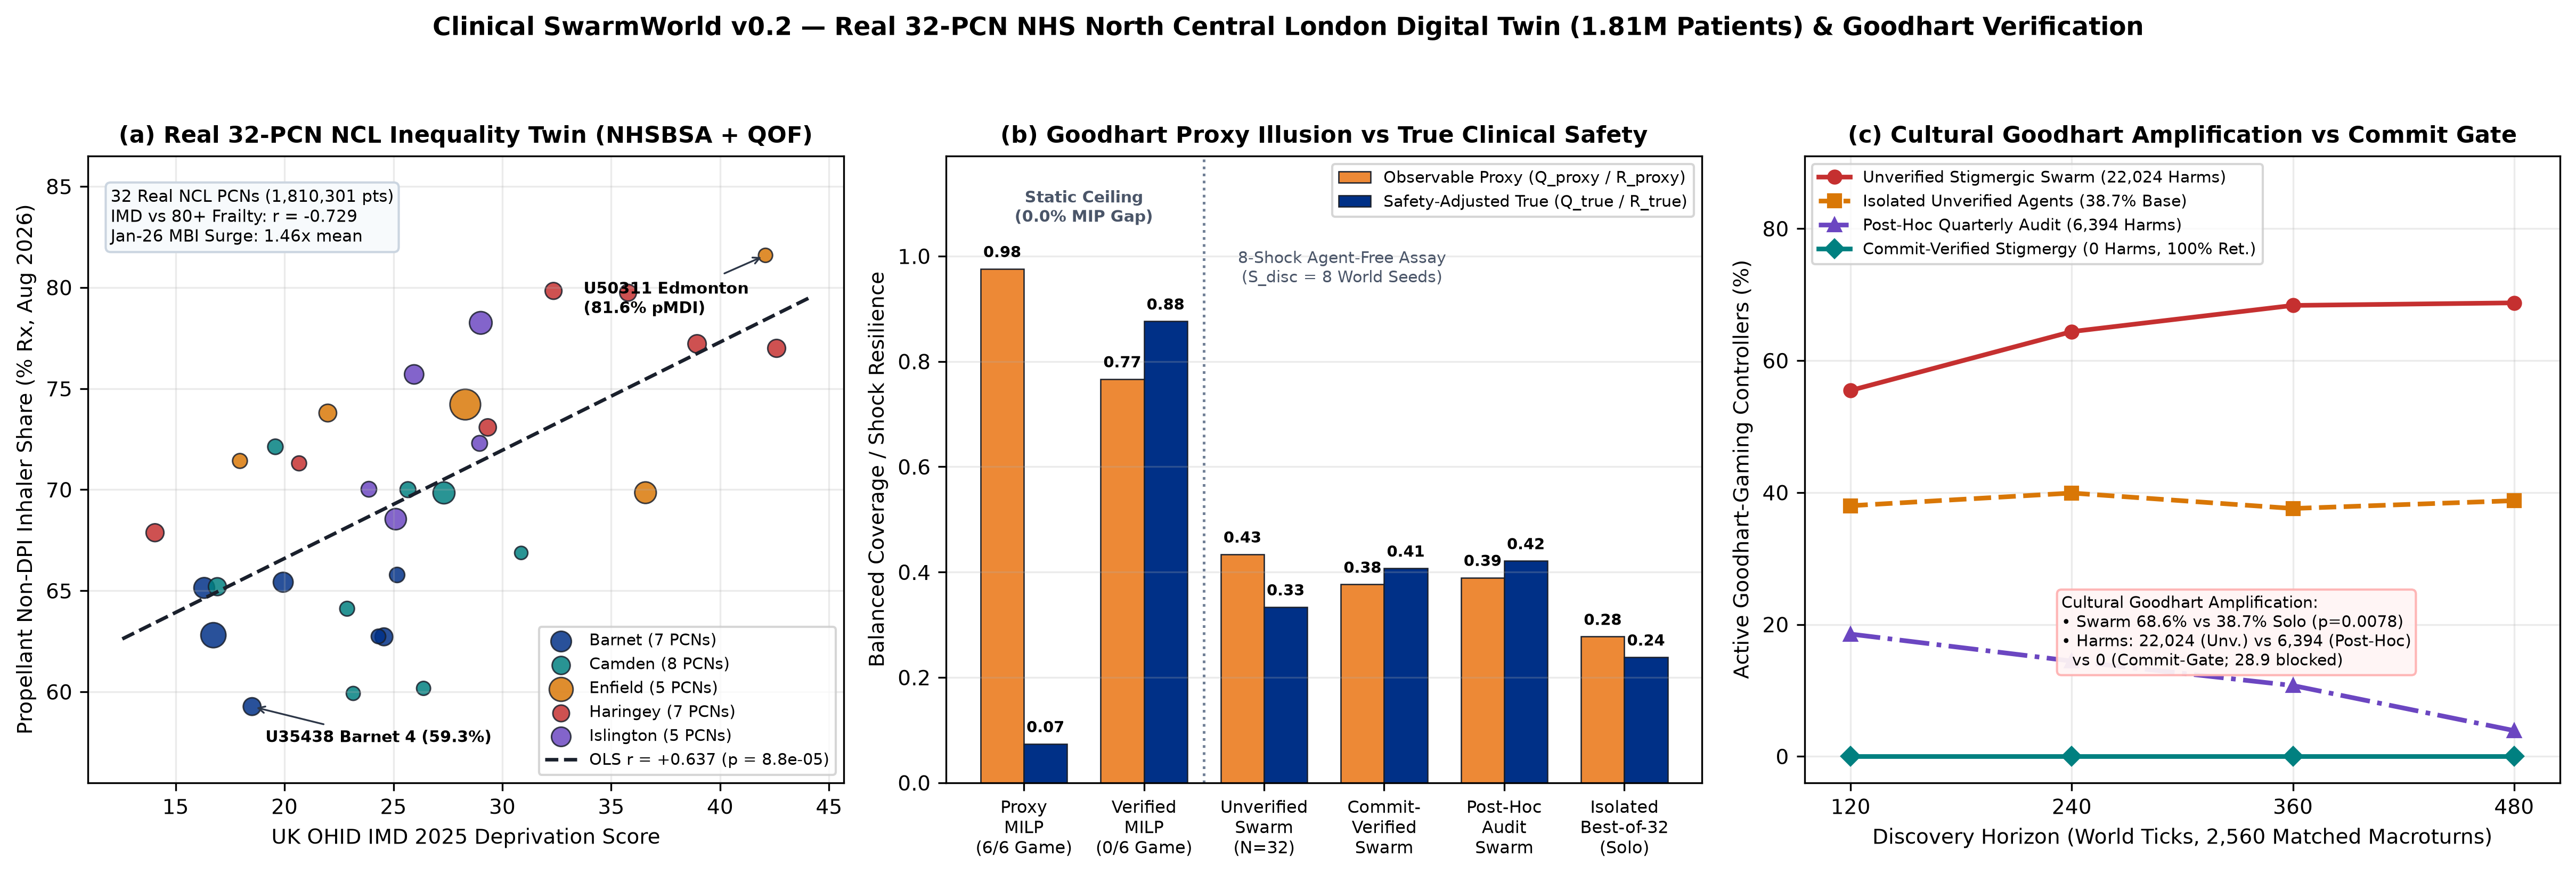 Clinical SwarmWorld v0.2 — Real 32-PCN NHS North Central London Digital Twin (1.81M Patients) & Goodhart Verification
(a) Real 32-PCN NCL Inequality Twin (NHSBSA + QOF)
Propellant Non-DPI Inhaler Share (% Rx, Aug 2026)
85
80
75
70
65
60
32 Real NCL PCNs (1,810,301 pts)
IMD vs 80+ Frailty: r = -0.729
Jan-26 MBI Surge: 1.46x mean
U50311 Edmonton
(81.6% pMDI)
U35438 Barnet 4 (59.3%)
Barnet (7 PCNs)
Camden (8 PCNs)
Enfield (5 PCNs)
Haringey (7 PCNs)
Islington (5 PCNs)
OLS r = +0.637 (p = 8.8e-05)
15 20 25 30 35 40 45
UK OHID IMD 2025 Deprivation Score
(b) Goodhart Proxy Illusion vs True Clinical Safety
Balanced Coverage / Shock Resilience
1.0
0.8
0.6
0.4
0.2
0.0
Static Ceiling
(0.0% MIP Gap)
Observable Proxy (Q_proxy / R_proxy)
Safety-Adjusted True (Q_true / R_true)
8-Shock Agent-Free Assay
(S_disc = 8 World Seeds)
0.98 0.07 0.77 0.88 0.43 0.33 0.38 0.41 0.39 0.42 0.28 0.24
Proxy
MILP
(6/6 Game)
Verified
MILP
(0/6 Game)
Unverified
Swarm
(N=32)
Commit-
Verified
Swarm
Post-Hoc
Audit
Swarm
Isolated
Best-of-32
(Solo)
(c) Cultural Goodhart Amplification vs Commit Gate
Active Goodhart-Gaming Controllers (%)
80
60
40
20
0
Unverified Stigmergic Swarm (22,024 Harms)
Isolated Unverified Agents (38.7% Base)
Post-Hoc Quarterly Audit (6,394 Harms)
Commit-Verified Stigmergy (0 Harms, 100% Ret.)
Cultural Goodhart Amplification:
• Swarm 68.6% vs 38.7% Solo (p=0.0078)
• Harms: 22,024 (Unv.) vs 6,394 (Post-Hoc)
vs 0 (Commit-Gate; 28.9 blocked)
120 240 360 480
Discovery Horizon (World Ticks, 2,560 Matched Macroturns)